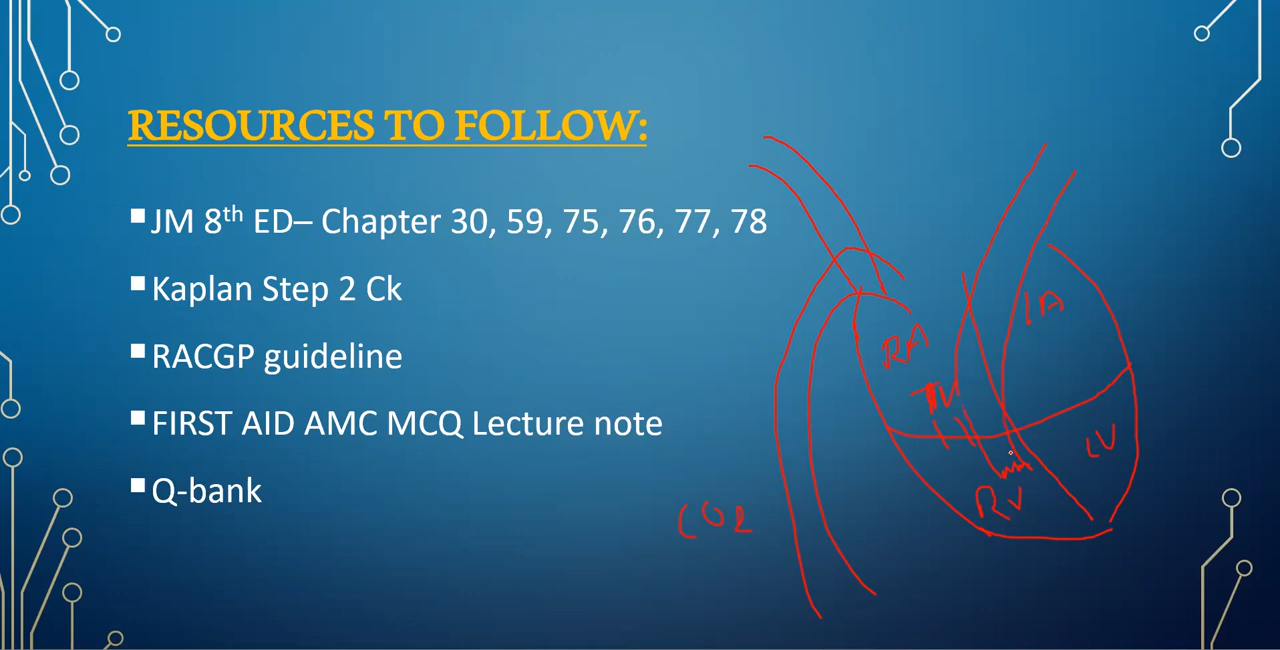 RESOURCES TO FOLLOW:
JM 8th ED– Chapter 30, 59, 75, 76, 77, 78
Kaplan Step 2 Ck
RACGP guideline
FIRST AID AMC MCQ Lecture note
Q-bank
LA
RA
TV
LV
RV
CO2